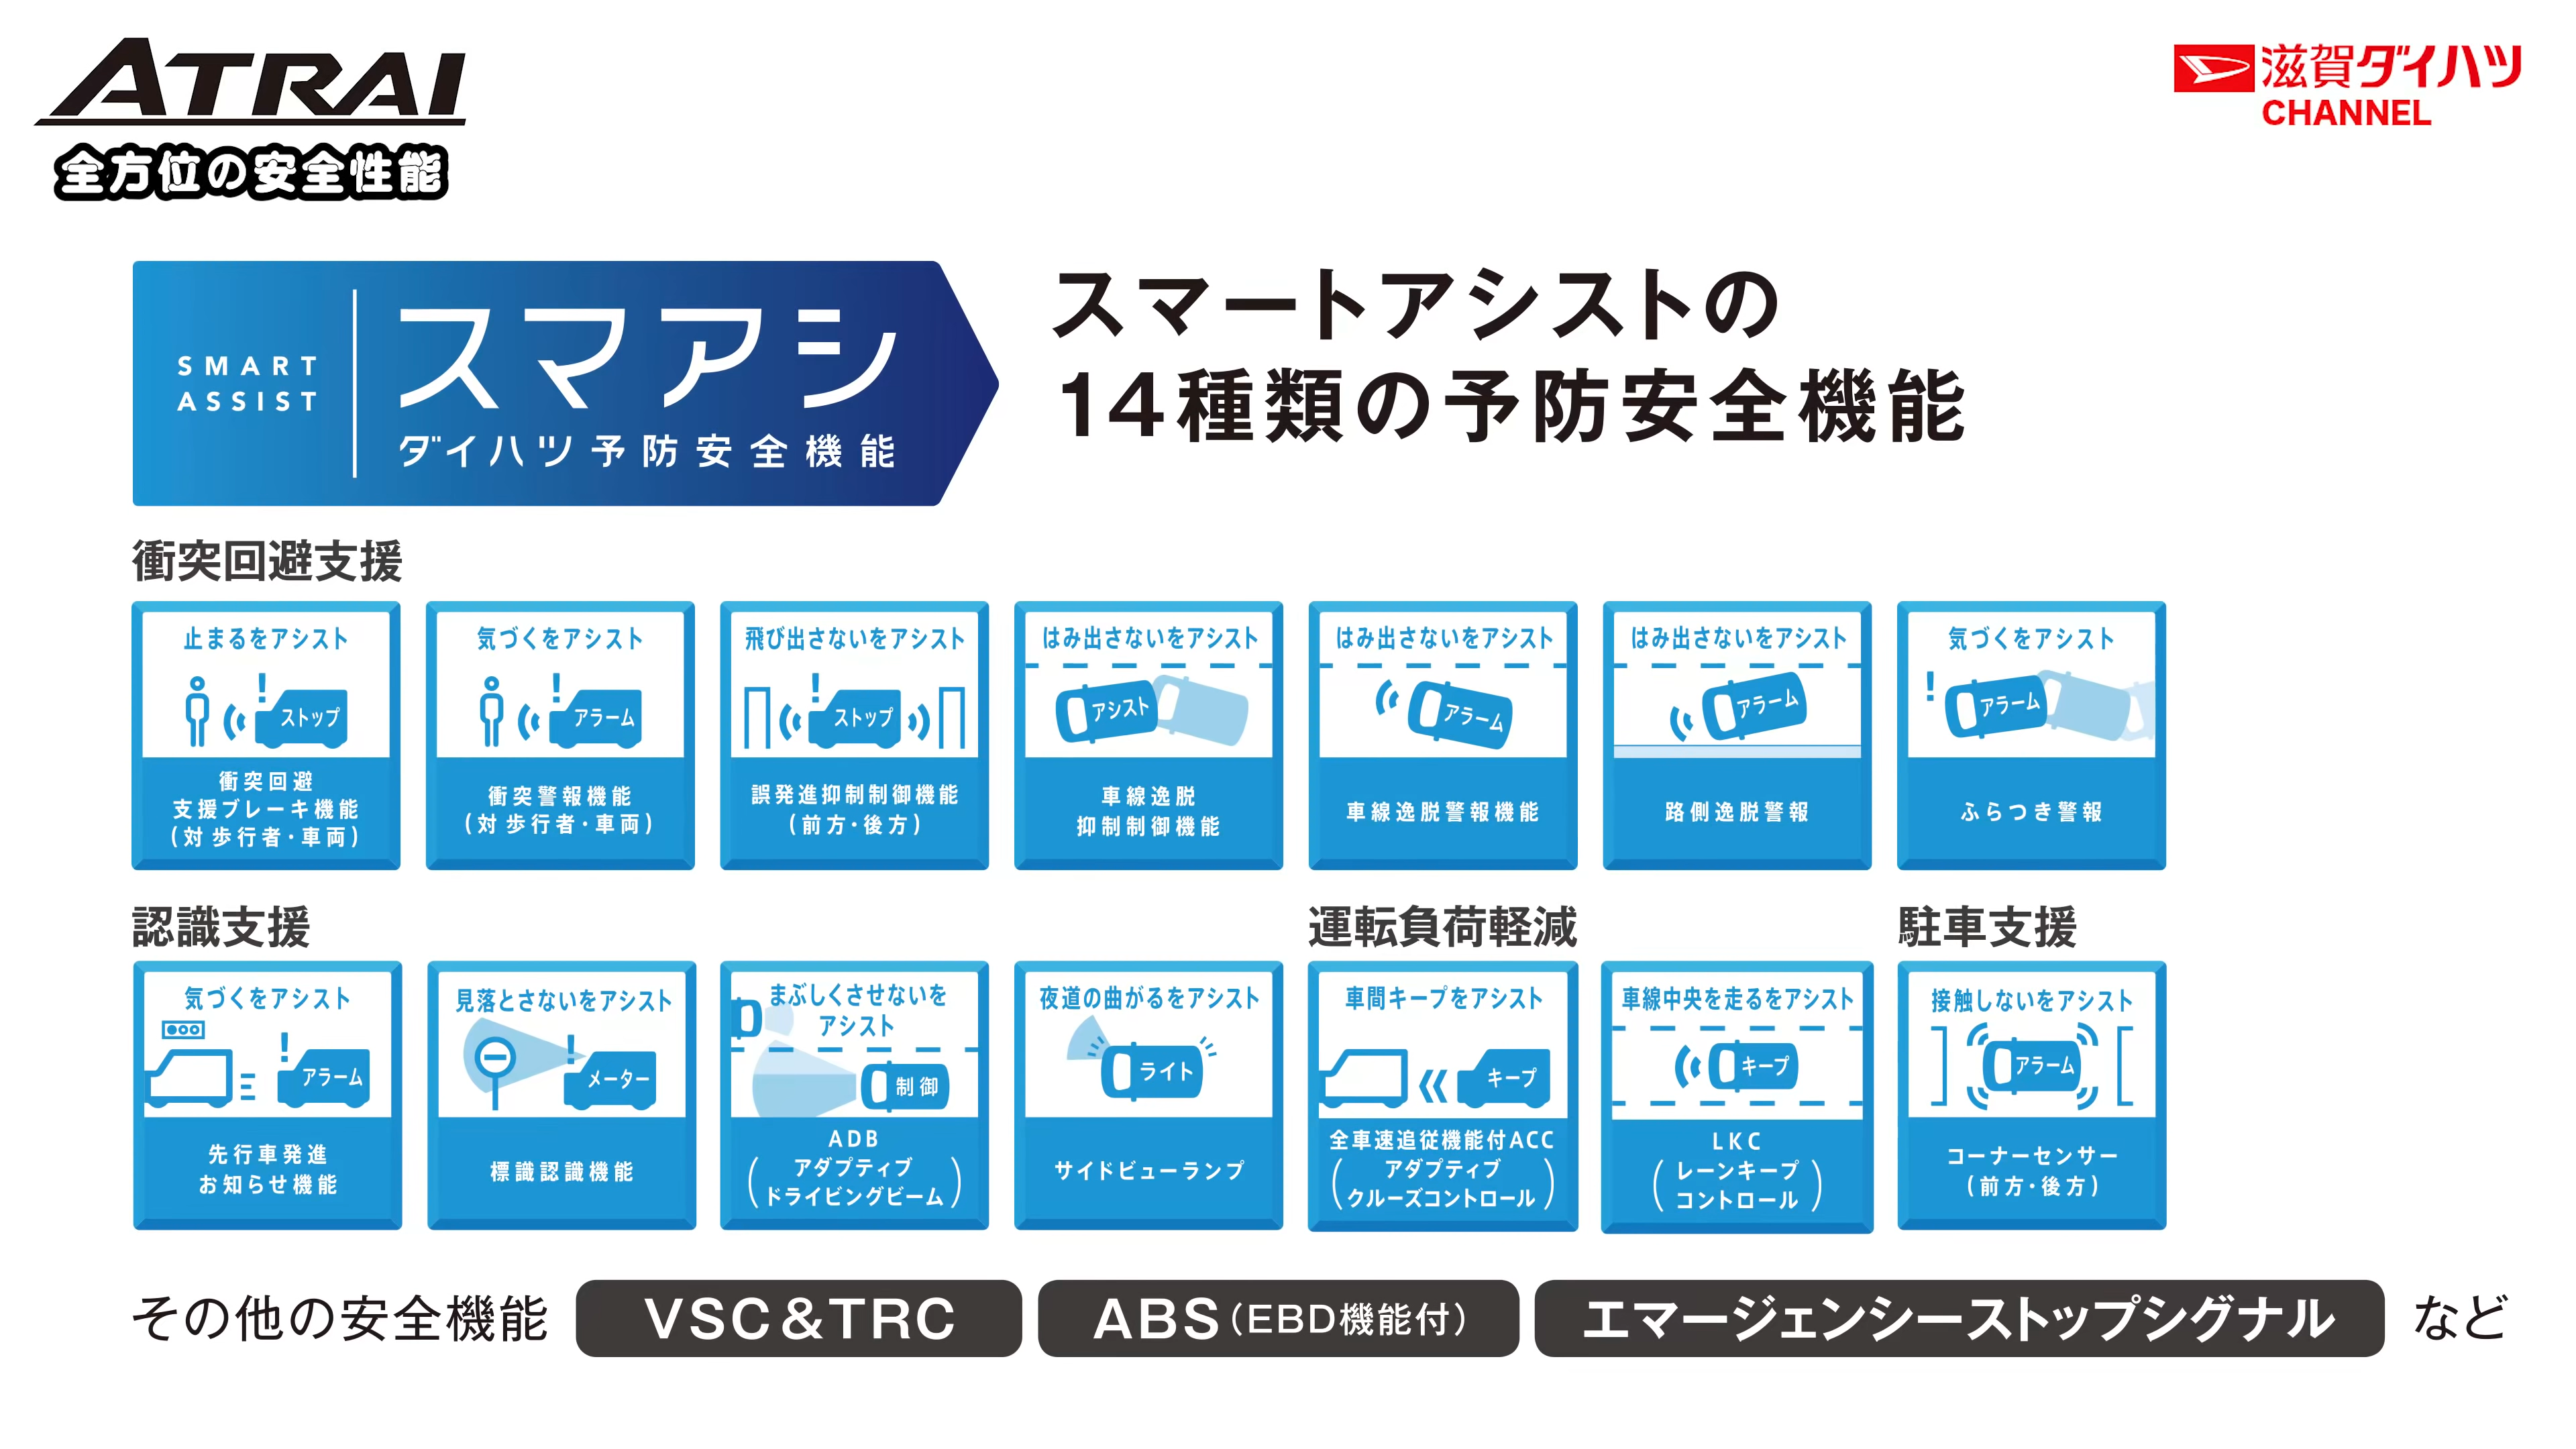 ATRAI
全方位の安全性能
滋賀ダイハツ
CHANNEL
SMART
ASSIST
スマアシ
ダイハツ予防安全機能
スマートアシストの
14種類の予防安全機能
衝突回避支援
止まるをアシスト
ストップ
衝突回避
支援ブレーキ機能
(対 歩行者・車両)
気づくをアシスト
アラーム
衝突警報機能
(対 歩行者・車両)
飛び出さないをアシスト
ストップ
誤発進抑制制御機能
(前方・後方)
はみ出さないをアシスト
アシスト
車線逸脱
抑制制御機能
はみ出さないをアシスト
アラーム
車線逸脱警報機能
はみ出さないをアシスト
アラーム
路側逸脱警報
気づくをアシスト
アラーム
ふらつき警報
認識支援
気づくをアシスト
アラーム
先行車発進
お知らせ機能
見落とさないをアシスト
メーター
標識認識機能
まぶしくさせないを
アシスト
制御
ADB
(アダプティブ
ドライビングビーム)
夜道の曲がるをアシスト
ライト
サイドビューランプ
運転負荷軽減
車間キープをアシスト
キープ
全車速追従機能付ACC
(アダプティブ
クルーズコントロール)
車線中央を走るをアシスト
キープ
LKC
(レーンキープ
コントロール)
駐車支援
接触しないをアシスト
アラーム
コーナーセンサー
(前方・後方)
その他の安全機能 VSC&TRC ABS(EBD機能付) エマージェンシーストップシグナル など